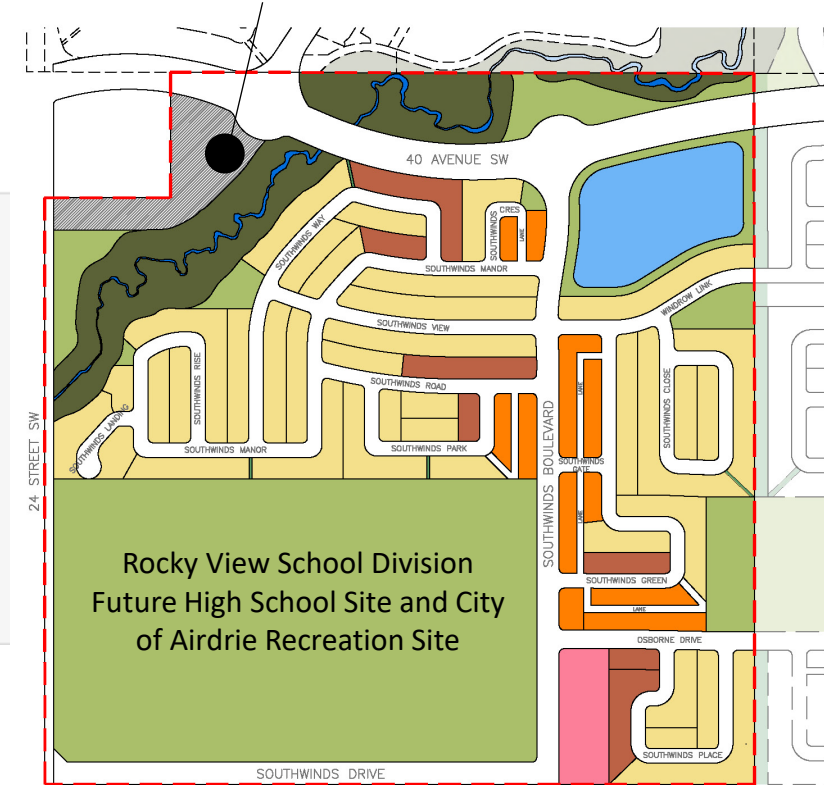 40 AVENUE SW
SOUTHWINDS
CRES
LANE
SOUTHWINDS WAY
SOUTHWINDS MANOR
WINDROW LINK
SOUTHWINDS VIEW
SOUTHWINDS RISE
SOUTHWINDS ROAD
LANE
SOUTHWINDS CLOSE
SOUTHWINDS LANDING
SOUTHWINDS MANOR
SOUTHWINDS PARK
24 STREET SW
SOUTHWINDS BOULEVARD
SOUTHWINDS
GATE
LANE
Rocky View School Division
Future High School Site and City
of Airdrie Recreation Site
SOUTHWINDS GREEN
LANE
OSBORNE DRIVE
SOUTHWINDS PLACE
SOUTHWINDS DRIVE